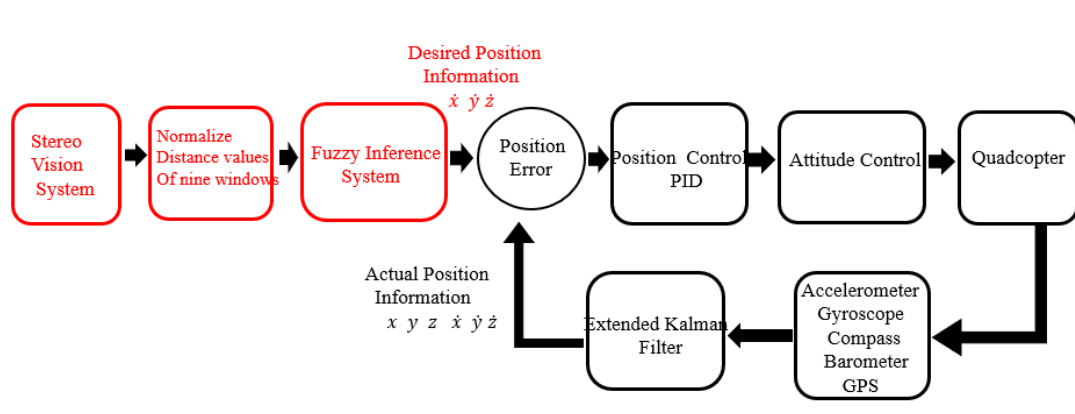 Desired Position
Information
ẋ ẏ ż
Stereo
Vision
System
Normalize
Distance values
Of nine windows
Fuzzy Inference
System
Position
Error
Position Control
PID
Attitude Control
Quadcopter
Actual Position
Information
x y z ẋ ẏ ż
Extended Kalman
Filter
Accelerometer
Gyroscope
Compass
Barometer
GPS